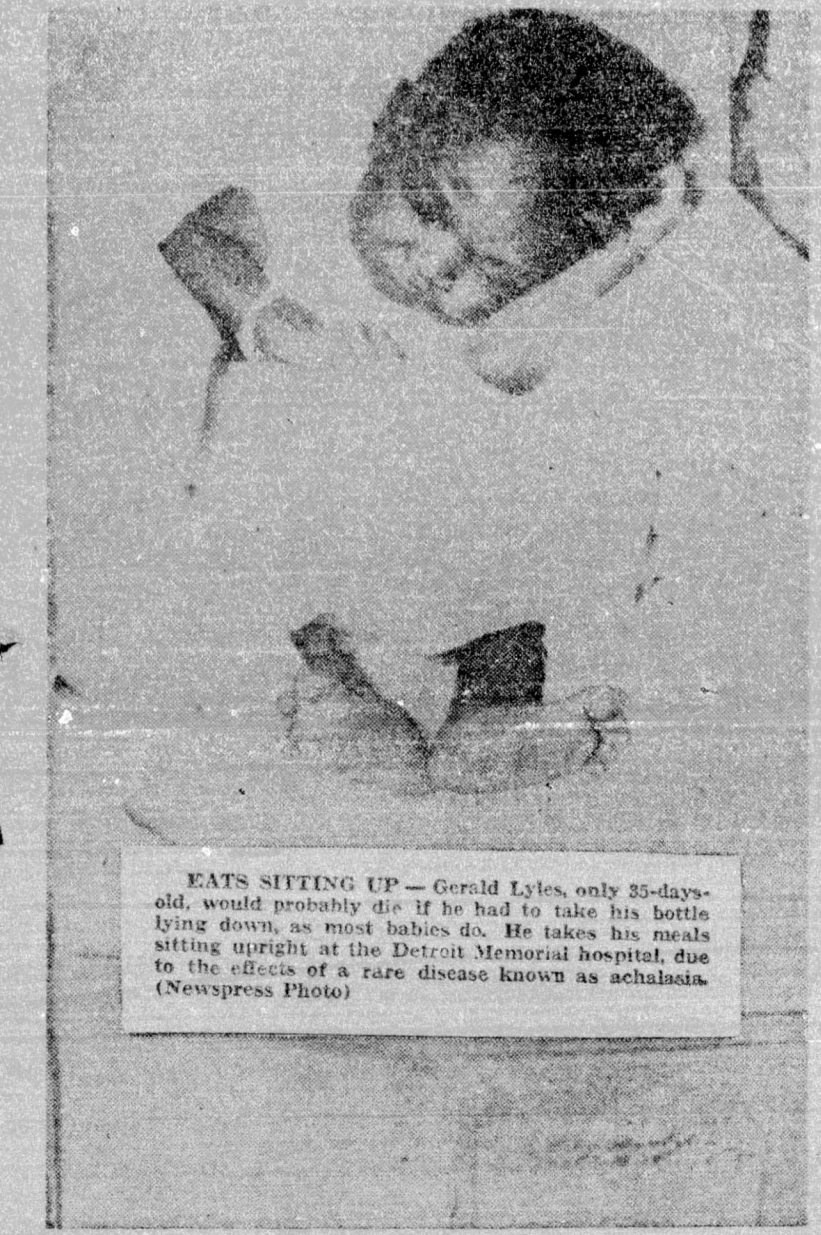 EATS SITTING UP — Gerald Lyles, only 35-days-
old, would probably die if he had to take his bottle
lying down, as most babies do. He takes his meals
sitting upright at the Detroit Memorial hospital, due
to the effects of a rare disease known as achalasia.
(Newspress Photo)